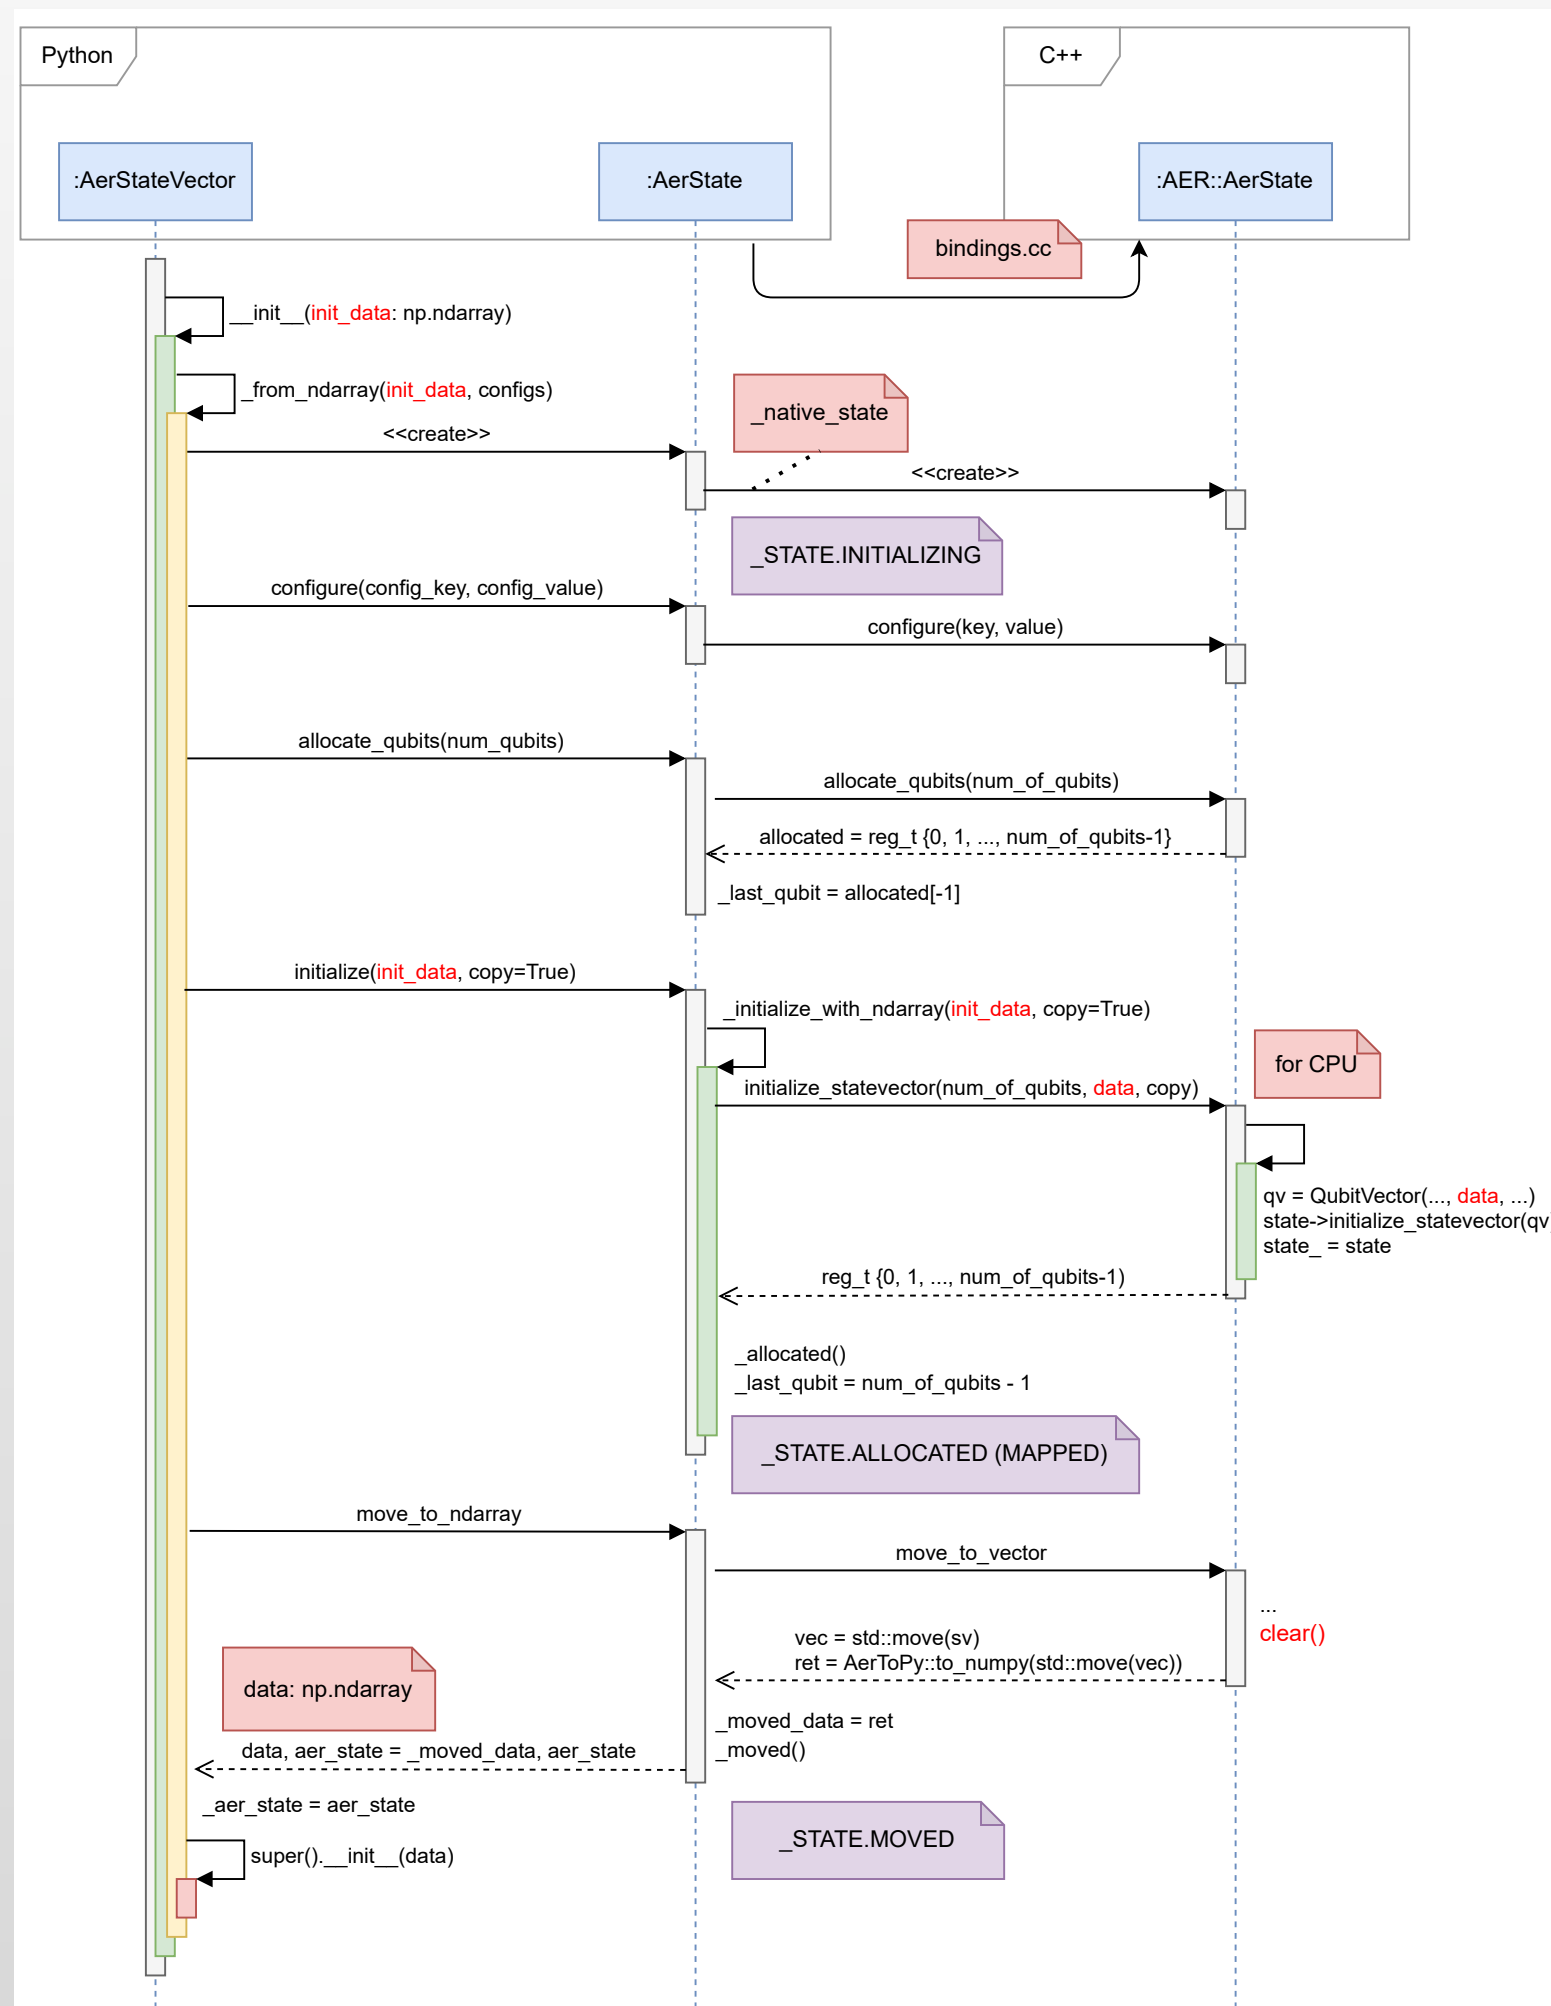 Python
C++
:AerStateVector
:AerState
:AER::AerState
bindings.cc
__init__(init_data: np.ndarray)
_from_ndarray(init_data, configs)
_native_state
<<create>>
<<create>>
_STATE.INITIALIZING
configure(config_key, config_value)
configure(key, value)
allocate_qubits(num_qubits)
allocate_qubits(num_of_qubits)
allocated = reg_t {0, 1, ..., num_of_qubits-1}
_last_qubit = allocated[-1]
initialize(init_data, copy=True)
_initialize_with_ndarray(init_data, copy=True)
for CPU
initialize_statevector(num_of_qubits, data, copy)
qv = QubitVector(..., data, ...)
state->initialize_statevector(qv
state_ = state
reg_t {0, 1, ..., num_of_qubits-1)
_allocated()
_last_qubit = num_of_qubits - 1
_STATE.ALLOCATED (MAPPED)
move_to_ndarray
move_to_vector
...
clear()
vec = std::move(sv)
ret = AerToPy::to_numpy(std::move(vec))
data: np.ndarray
_moved_data = ret
_moved()
data, aer_state = _moved_data, aer_state
_aer_state = aer_state
_STATE.MOVED
super().__init__(data)